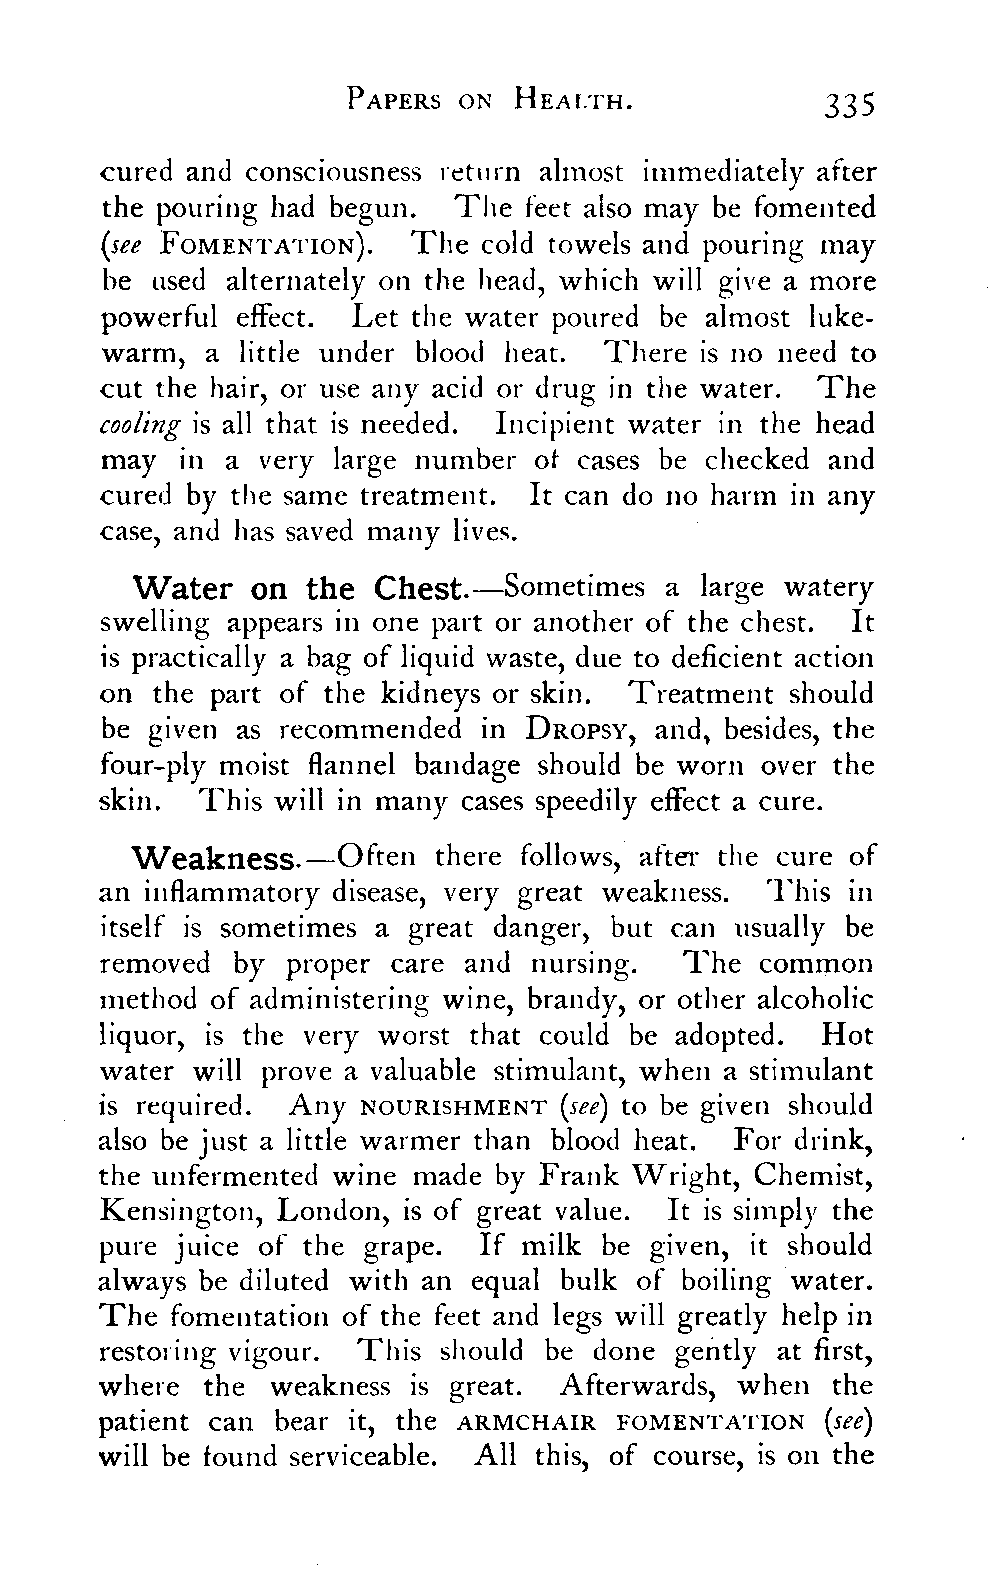 PAPERS ON HEALTH. 335
cured and consciousness return almost immediately after
the pouring had begun. The feet also may be fomented
(see FOMENTATION). The cold towels and pouring may
be used alternately on the head, which will give a more
powerful effect. Let the water poured be almost luke-
warm, a little under blood heat. There is no need to
cut the hair, or use any acid or drug in the water. The
cooling is all that is needed. Incipient water in the head
may in a very large number of cases be checked and
cured by the same treatment. It can do no harm in any
case, and has saved many lives.
Water on the Chest.—Sometimes a large watery
swelling appears in one part or another of the chest. It
is practically a bag of liquid waste, due to deficient action
on the part of the kidneys or skin. Treatment should
be given as recommended in DROPSY, and, besides, the
four-ply moist flannel bandage should be worn over the
skin. This will in many cases speedily effect a cure.
Weakness.—Often there follows, after the cure of
an inflammatory disease, very great weakness. This in
itself is sometimes a great danger, but can usually be
removed by proper care and nursing. The common
method of administering wine, brandy, or other alcoholic
liquor, is the very worst that could be adopted. Hot
water will prove a valuable stimulant, when a stimulant
is required. Any NOURISHMENT (see) to be given should
also be just a little warmer than blood heat. For drink,
the unfermented wine made by Frank Wright, Chemist,
Kensington, London, is of great value. It is simply the
pure juice of the grape. If milk be given, it should
always be diluted with an equal bulk of boiling water.
The fomentation of the feet and legs will greatly help in
restoring vigour. This should be done gently at first,
where the weakness is great. Afterwards, when the
patient can bear it, the ARMCHAIR FOMENTATION (see)
will be found serviceable. All this, of course, is on the